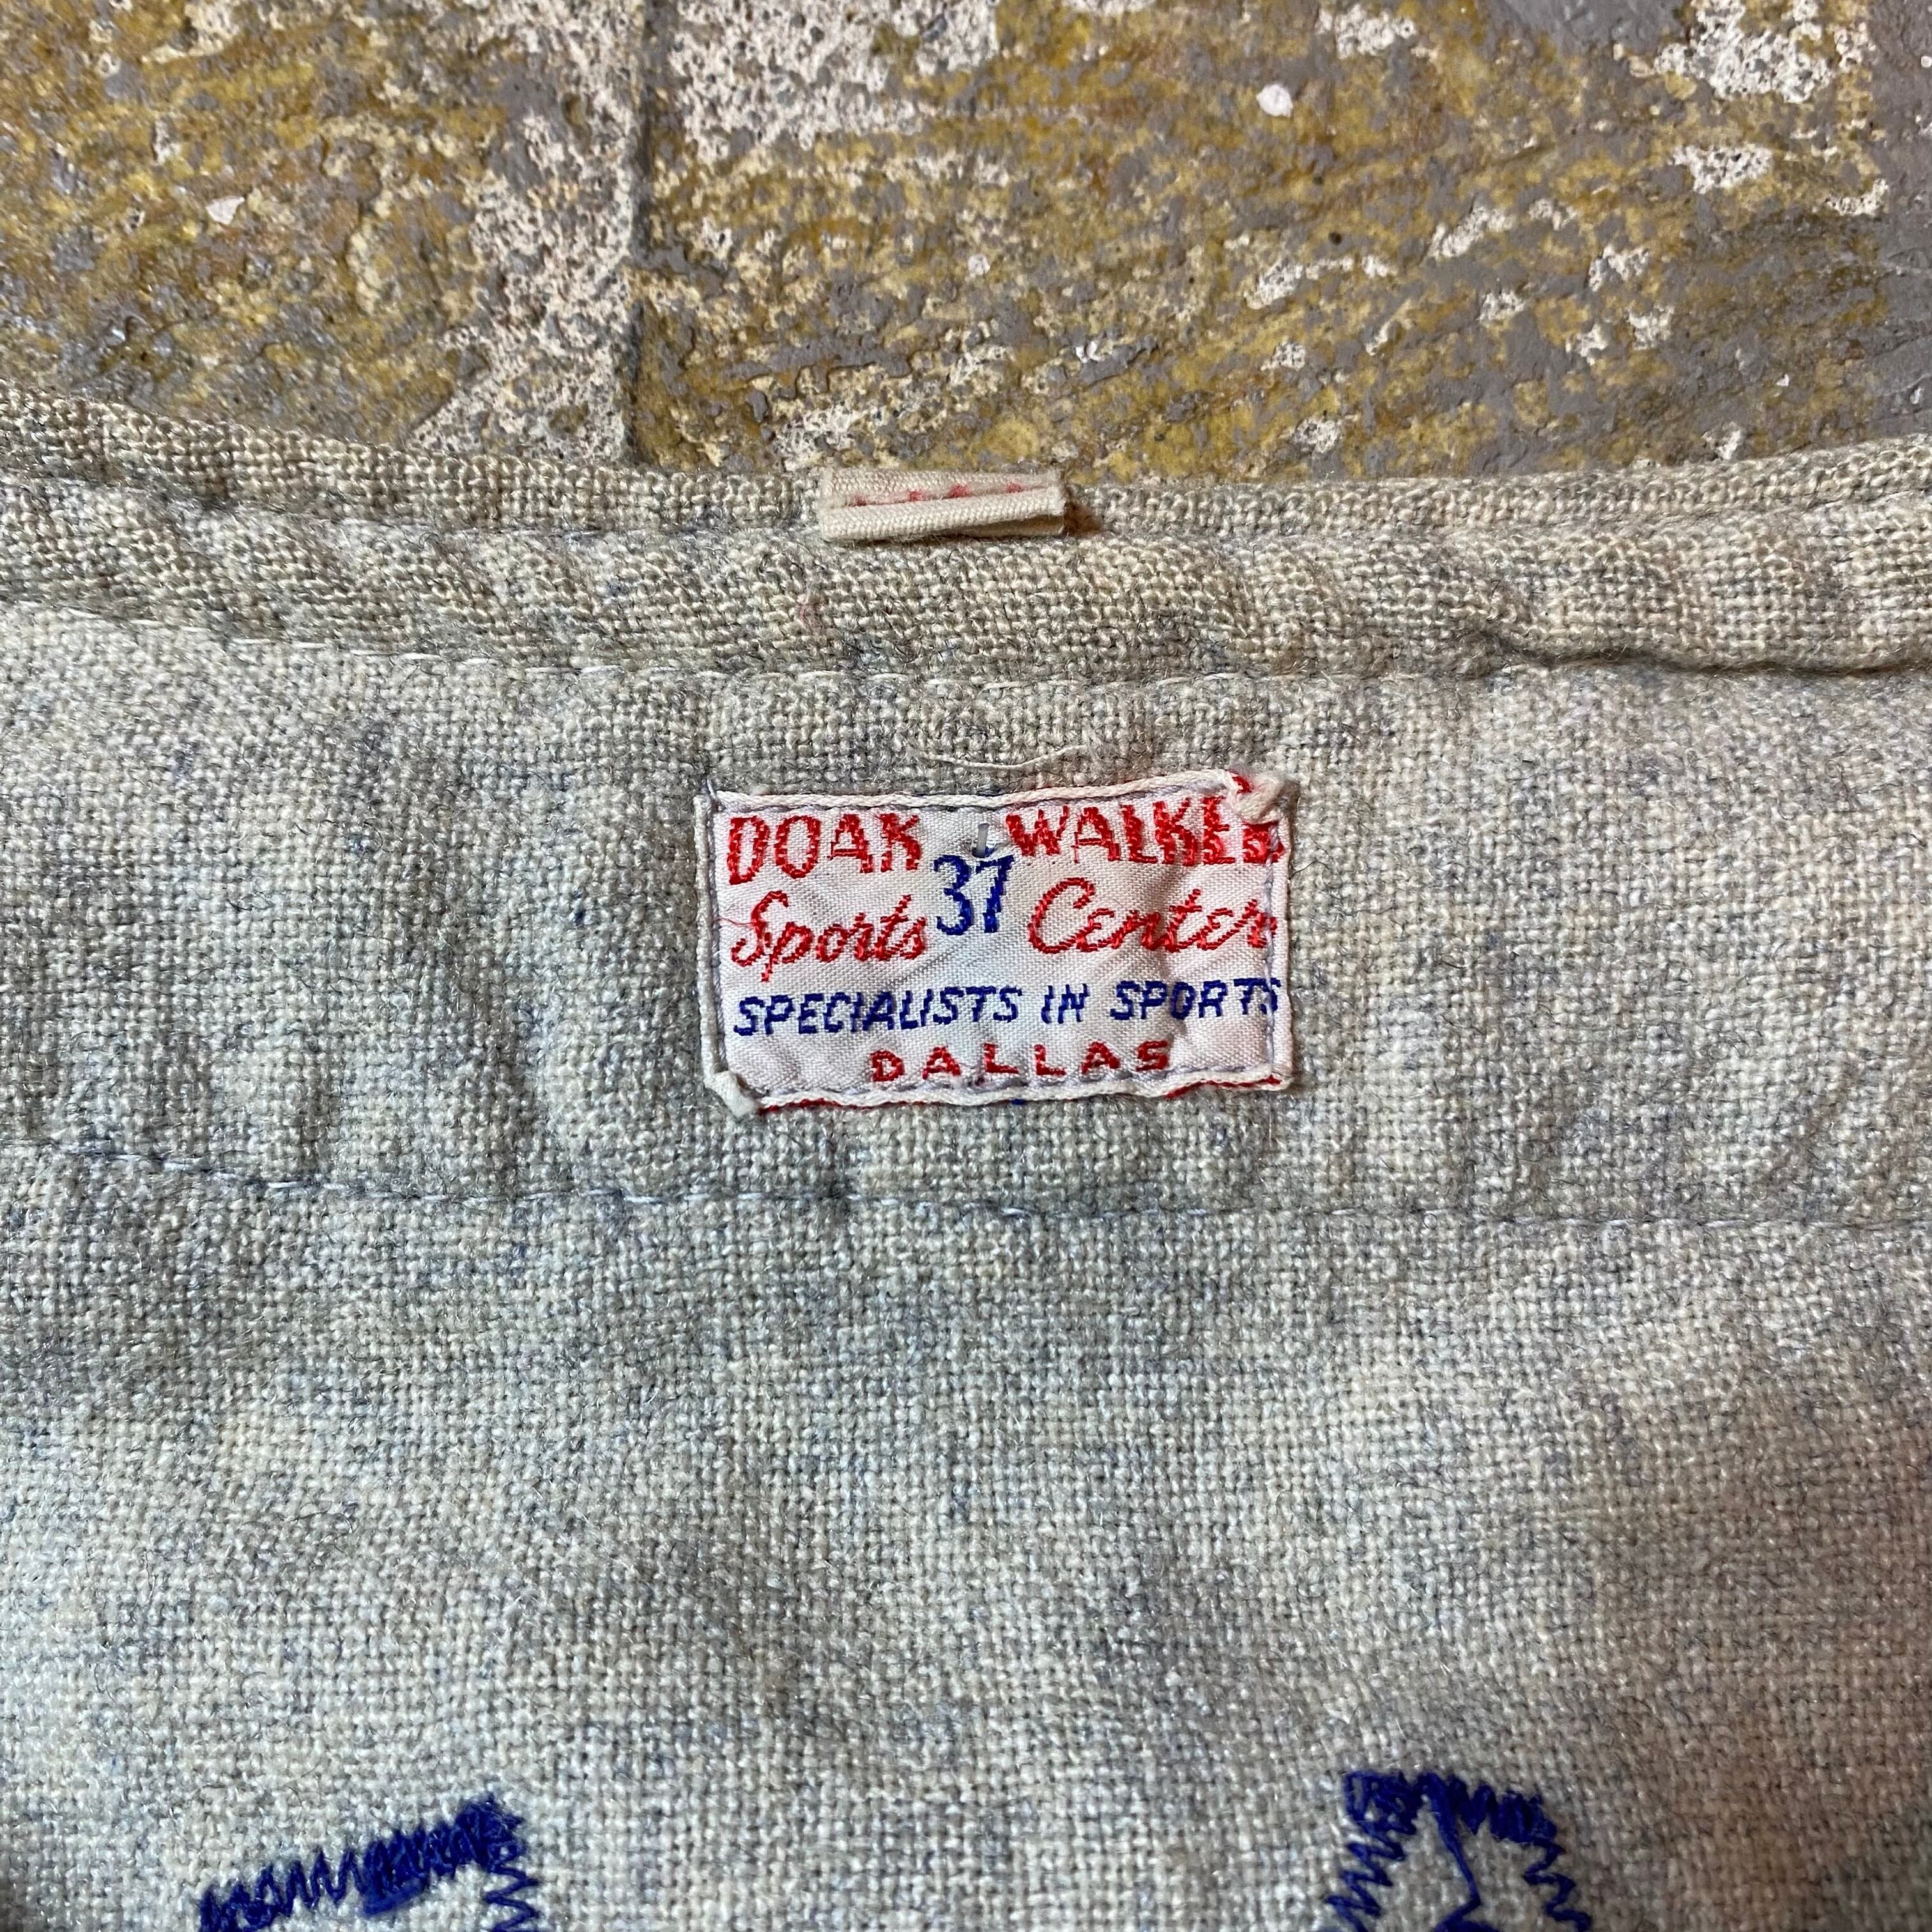 DOAK WALKER
Sports 37 Center
SPECIALISTS IN SPORTS
DALLAS